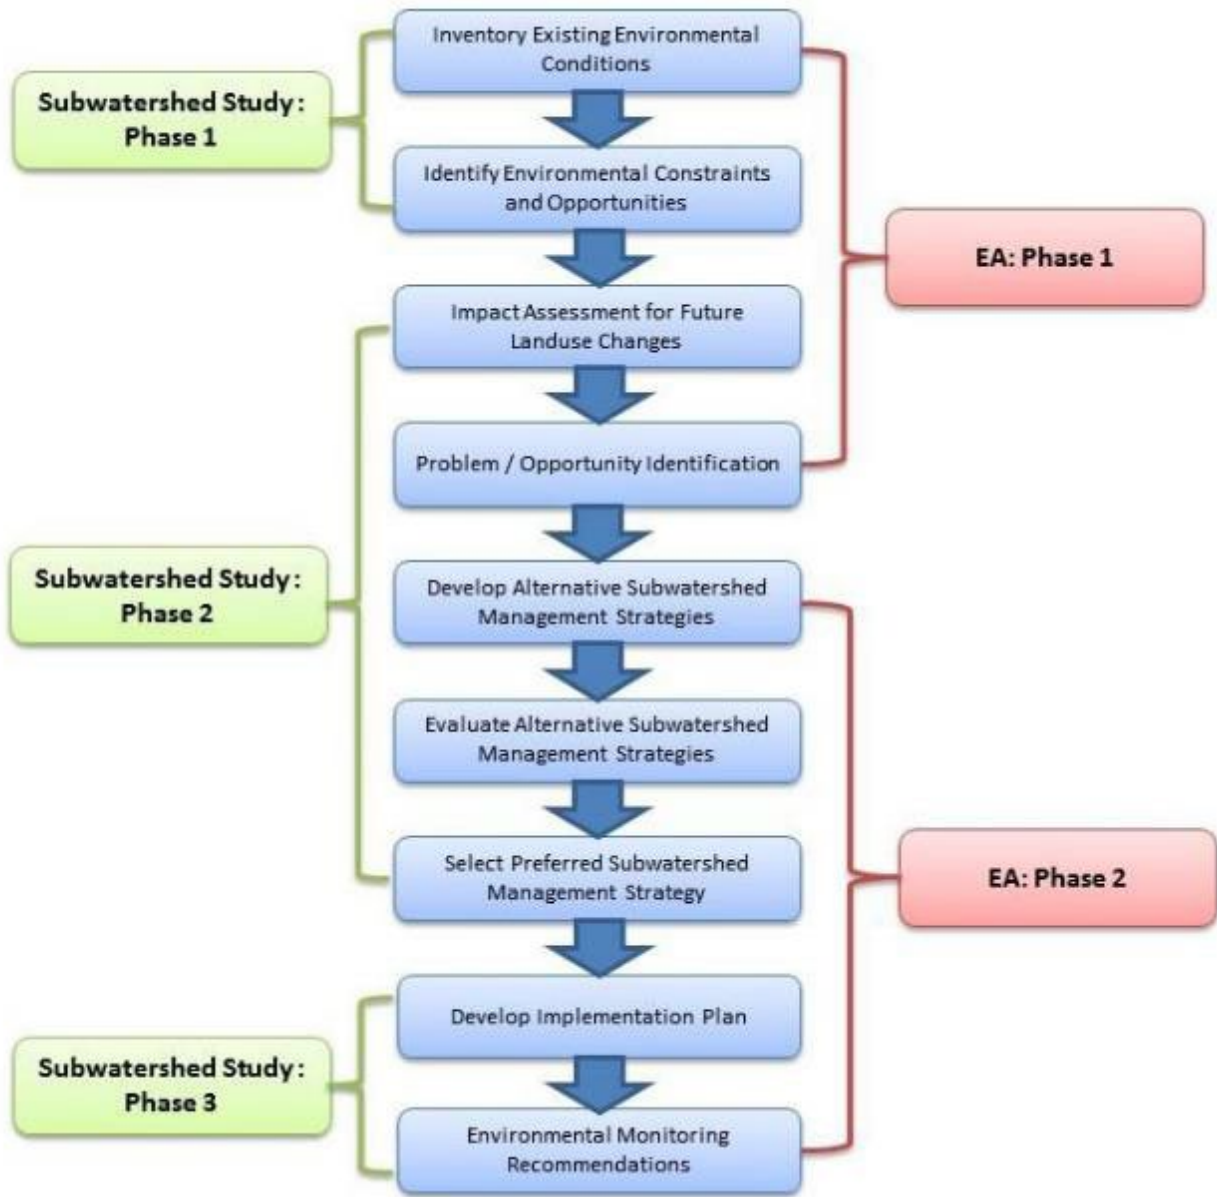 Inventory Existing Environmental
Conditions
Subwatershed Study:
Phase 1
Identify Environmental Constraints
and Opportunities
EA: Phase 1
Impact Assessment for Future
Landuse Changes
Problem / Opportunity Identification
Subwatershed Study:
Phase 2
Develop Alternative Subwatershed
Management Strategies
Evaluate Alternative Subwatershed
Management Strategies
Select Preferred Subwatershed
Management Strategy
EA: Phase 2
Develop Implementation Plan
Subwatershed Study:
Phase 3
Environmental Monitoring
Recommendations